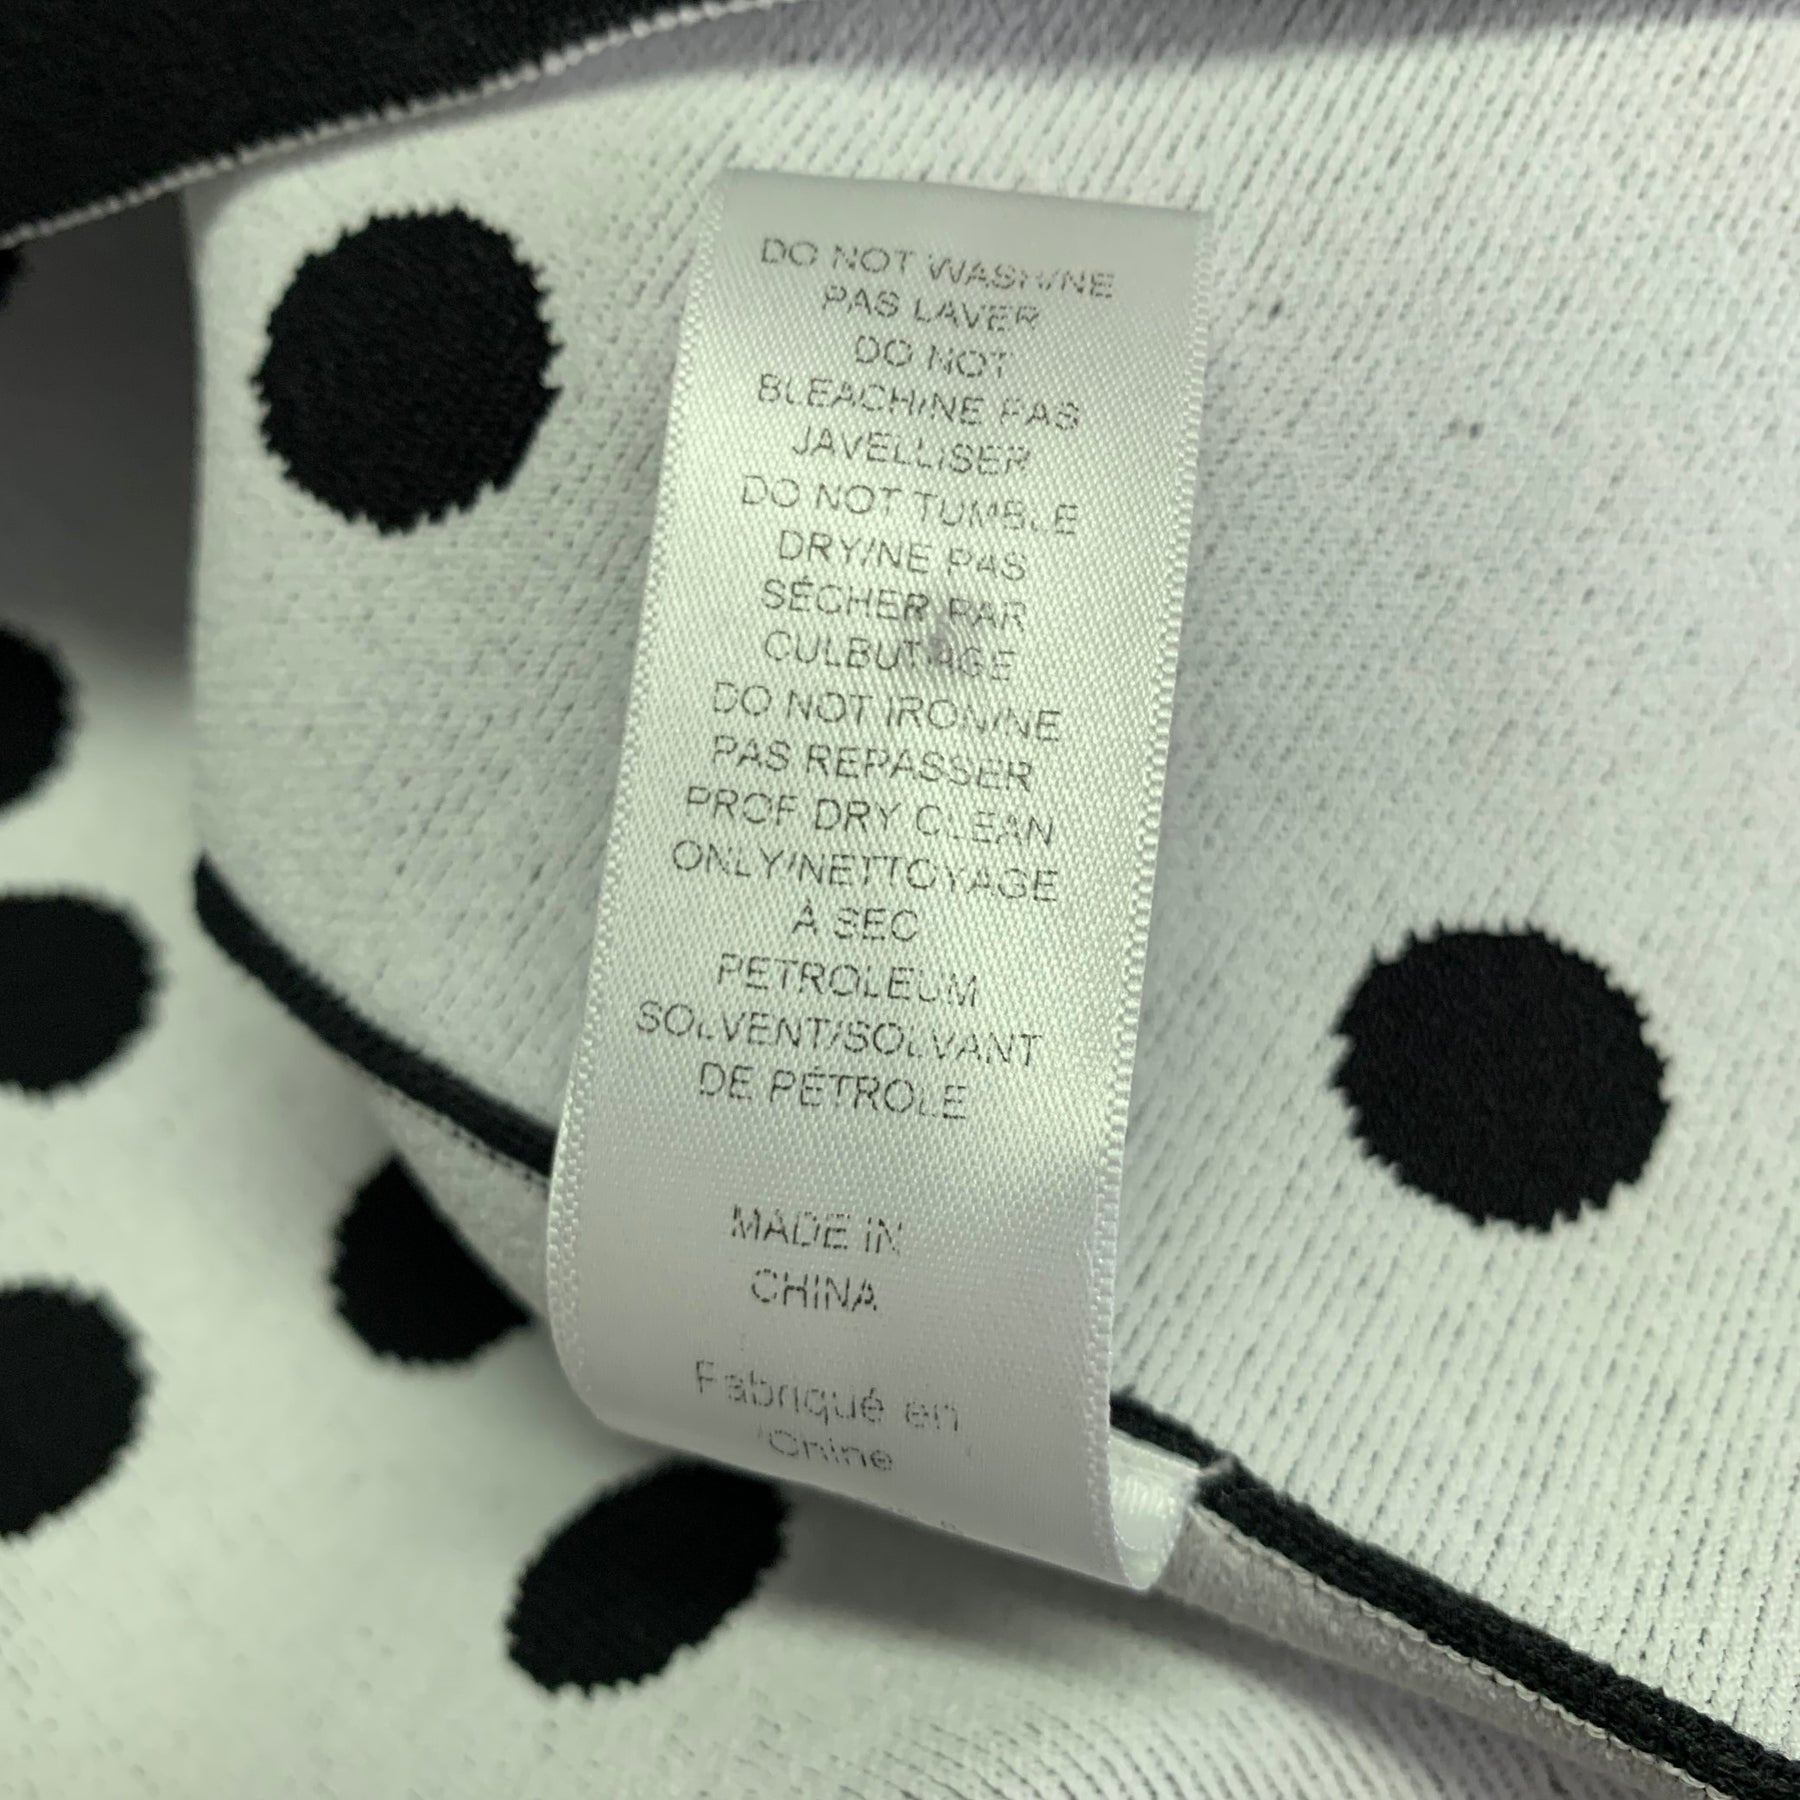 DO NOT WASH/NE
PAS LAVER
DO NOT
BLEACH/NE PAS
JAVELLISER
DO NOT TUMBLE
DRY/NE PAS
SÉCHER PAR
CULBUTAGE
DO NOT IRON/NE
PAS REPASSER
PROF DRY CLEAN
ONLY/NETTOYAGE
À SEC
PETROLEUM
SOLVENT/SOLVANT
DE PÉTROLE
MADE IN
CHINA
Fabriqué en
Chine